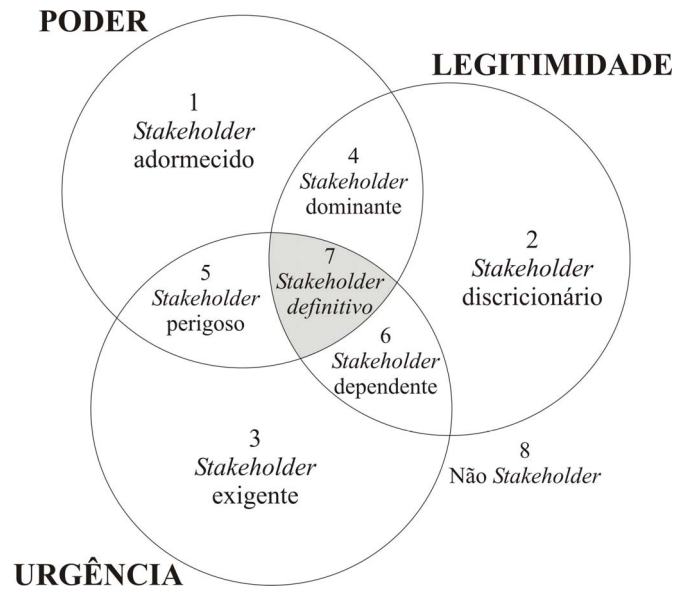 PODER
LEGITIMIDADE
1
Stakeholder
adormecido
4
Stakeholder
dominante
2
Stakeholder
discricionário
5
Stakeholder
perigoso
7
Stakeholder
definitivo
6
Stakeholder
dependente
3
Stakeholder
exigente
8
Não Stakeholder
URGÊNCIA